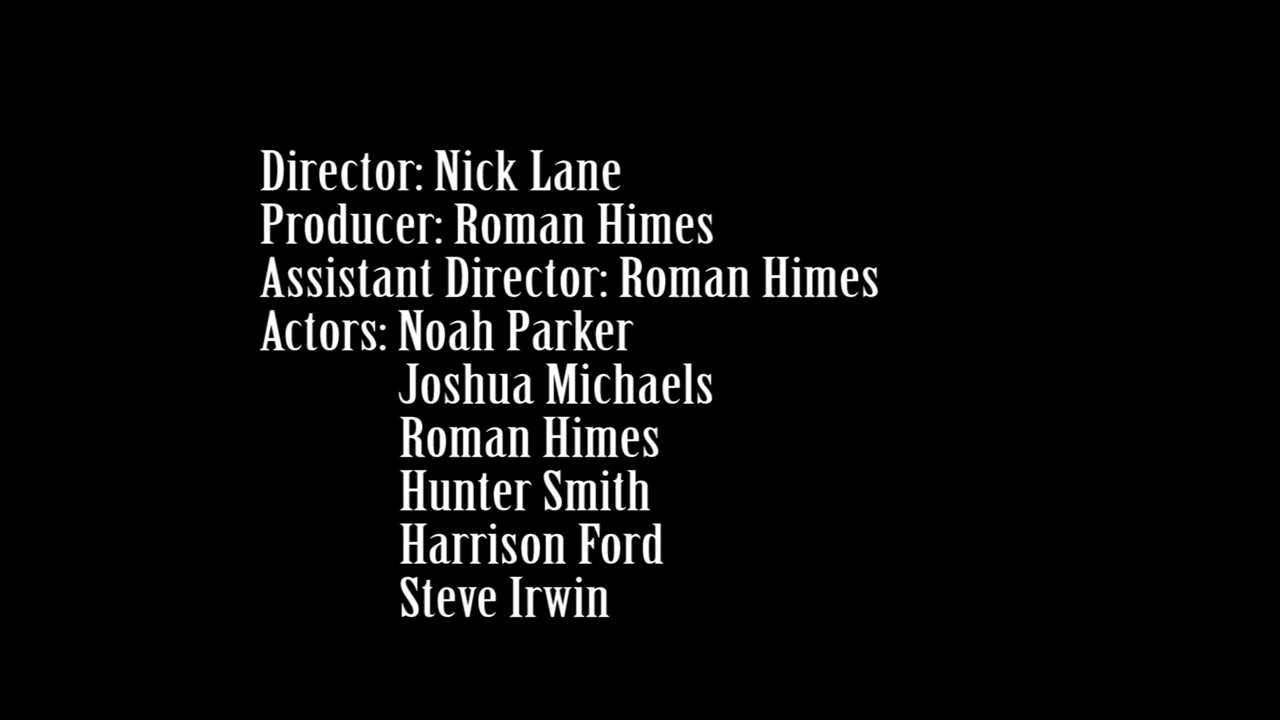 Director: Nick Lane
Producer: Roman Himes
Assistant Director: Roman Himes
Actors: Noah Parker
Joshua Michaels
Roman Himes
Hunter Smith
Harrison Ford
Steve Irwin